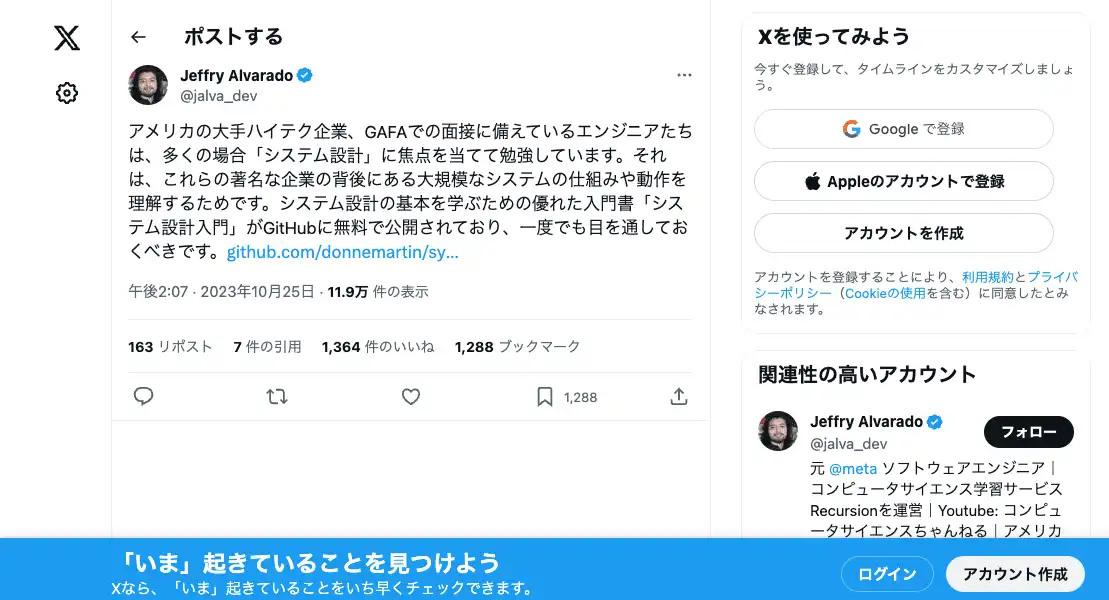 ポストする
Jeffry Alvarado
@jalva_dev
アメリカの大手ハイテク企業、GAFAでの面接に備えているエンジニアたち
は、多くの場合「システム設計」に焦点を当てて勉強しています。それ
は、これらの著名な企業の背後にある大規模なシステムの仕組みや動作を
理解するためです。システム設計の基本を学ぶための優れた入門書「シス
テム設計入門」がGitHubに無料で公開されており、一度でも目を通してお
くべきです。github.com/donnemartin/sy…
午後2:07 · 2023年10月25日 · 11.9万 件の表示
163 リポスト 7 件の引用 1,364 件のいいね 1,288 ブックマーク
1,288
Xを使ってみよう
今すぐ登録して、タイムラインをカスタマイズしましょ
う。
Google で登録
Appleのアカウントで登録
アカウントを作成
アカウントを登録することにより、利用規約とプライバ
シーポリシー（Cookieの使用を含む）に同意したとみ
なされます。
関連性の高いアカウント
Jeffry Alvarado
フォロー
@jalva_dev
元 @meta ソフトウェアエンジニア｜
コンピュータサイエンス学習サービス
Recursionを運営｜Youtube: コンピュ
ータサイエンスちゃんねる｜アメリカ
「いま」起きていることを見つけよう
Xなら、「いま」起きていることをいち早くチェックできます。
ログイン
アカウント作成